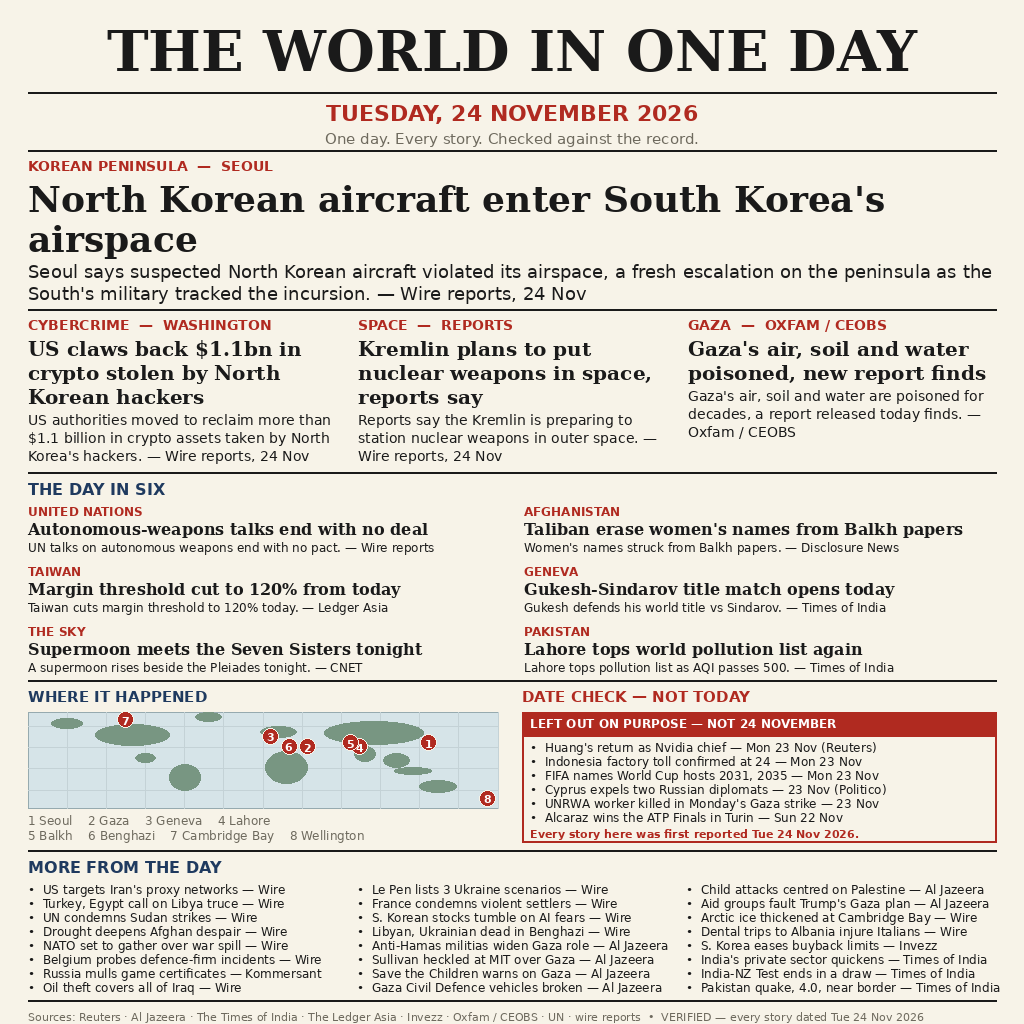 THE WORLD IN ONE DAY
TUESDAY, 24 NOVEMBER 2026
One day. Every story. Checked against the record.
KOREAN PENINSULA — SEOUL
North Korean aircraft enter South Korea's
airspace
Seoul says suspected North Korean aircraft violated its airspace, a fresh escalation on the peninsula as the
South's military tracked the incursion. — Wire reports, 24 Nov
CYBERCRIME — WASHINGTON
US claws back $1.1bn in
crypto stolen by North
Korean hackers
US authorities moved to reclaim more than
$1.1 billion in crypto assets taken by North
Korea's hackers. — Wire reports, 24 Nov
SPACE — REPORTS
Kremlin plans to put
nuclear weapons in space,
reports say
Reports say the Kremlin is preparing to
station nuclear weapons in outer space. —
Wire reports, 24 Nov
GAZA — OXFAM / CEOBS
Gaza's air, soil and water
poisoned, new report finds
Gaza's air, soil and water are poisoned for
decades, a report released today finds. —
Oxfam / CEOBS
THE DAY IN SIX
UNITED NATIONS
Autonomous-weapons talks end with no deal
UN talks on autonomous weapons end with no pact. — Wire reports
AFGHANISTAN
Taliban erase women's names from Balkh papers
Women's names struck from Balkh papers. — Disclosure News
TAIWAN
Margin threshold cut to 120% from today
Taiwan cuts margin threshold to 120% today. — Ledger Asia
GENEVA
Gukesh-Sindarov title match opens today
Gukesh defends his world title vs Sindarov. — Times of India
THE SKY
Supermoon meets the Seven Sisters tonight
A supermoon rises beside the Pleiades tonight. — CNET
PAKISTAN
Lahore tops world pollution list again
Lahore tops pollution list as AQI passes 500. — Times of India
WHERE IT HAPPENED
7
3
6
2
5
4
1
8
1 Seoul 2 Gaza 3 Geneva 4 Lahore
5 Balkh 6 Benghazi 7 Cambridge Bay 8 Wellington
DATE CHECK — NOT TODAY
LEFT OUT ON PURPOSE — NOT 24 NOVEMBER
• Huang's return as Nvidia chief — Mon 23 Nov (Reuters)
• Indonesia factory toll confirmed at 24 — Mon 23 Nov
• FIFA names World Cup hosts 2031, 2035 — Mon 23 Nov
• Cyprus expels two Russian diplomats — 23 Nov (Politico)
• UNRWA worker killed in Monday's Gaza strike — 23 Nov
• Alcaraz wins the ATP Finals in Turin — Sun 22 Nov
Every story here was first reported Tue 24 Nov 2026.
MORE FROM THE DAY
• US targets Iran's proxy networks — Wire
• Turkey, Egypt call on Libya truce — Wire
• UN condemns Sudan strikes — Wire
• Drought deepens Afghan despair — Wire
• NATO set to gather over war spill — Wire
• Belgium probes defence-firm incidents — Wire
• Russia mulls game certificates — Kommersant
• Oil theft covers all of Iraq — Wire
• Le Pen lists 3 Ukraine scenarios — Wire
• France condemns violent settlers — Wire
• S. Korean stocks tumble on AI fears — Wire
• Libyan, Ukrainian dead in Benghazi — Wire
• Anti-Hamas militias widen Gaza role — Al Jazeera
• Sullivan heckled at MIT over Gaza — Al Jazeera
• Save the Children warns on Gaza — Al Jazeera
• Gaza Civil Defence vehicles broken — Al Jazeera
• Child attacks centred on Palestine — Al Jazeera
• Aid groups fault Trump's Gaza plan — Al Jazeera
• Arctic ice thickened at Cambridge Bay — Wire
• Dental trips to Albania injure Italians — Wire
• S. Korea eases buyback limits — Invezz
• India's private sector quickens — Times of India
• India-NZ Test ends in a draw — Times of India
• Pakistan quake, 4.0, near border — Times of India
Sources: Reuters · Al Jazeera · The Times of India · The Ledger Asia · Invezz · Oxfam / CEOBS · UN · wire reports • VERIFIED — every story dated Tue 24 Nov 2026